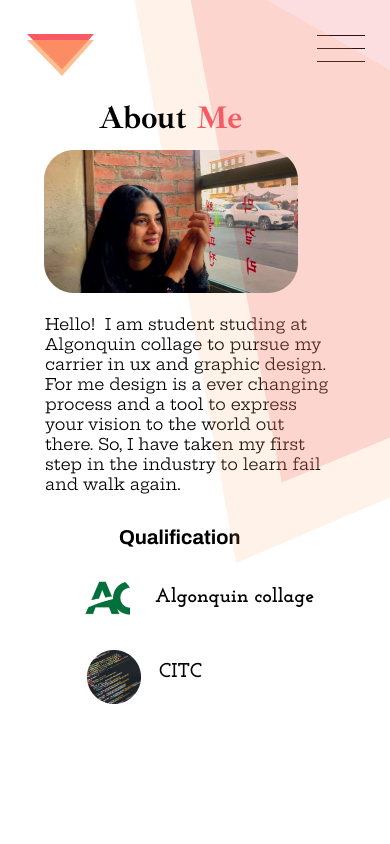 About Me
Hello! I am student studing at
Algonquin collage to pursue my
carrier in ux and graphic design.
For me design is a ever changing
process and a tool to express
your vision to the world out
there. So, I have taken my first
step in the industry to learn fail
and walk again.
Qualification
AC
Algonquin collage
CITC